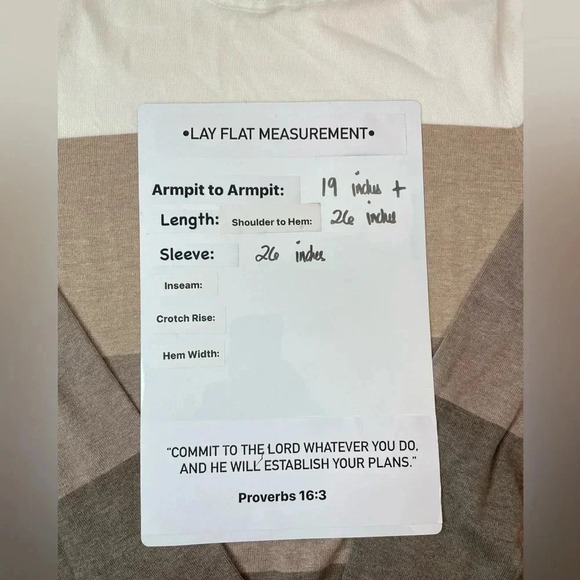 •LAY FLAT MEASUREMENT•
Armpit to Armpit: 19 inches +
Length: Shoulder to Hem: 26 inches
Sleeve: 26 inches
Inseam:
Crotch Rise:
Hem Width:
“COMMIT TO THE LORD WHATEVER YOU DO,
AND HE WILL ESTABLISH YOUR PLANS.”
Proverbs 16:3